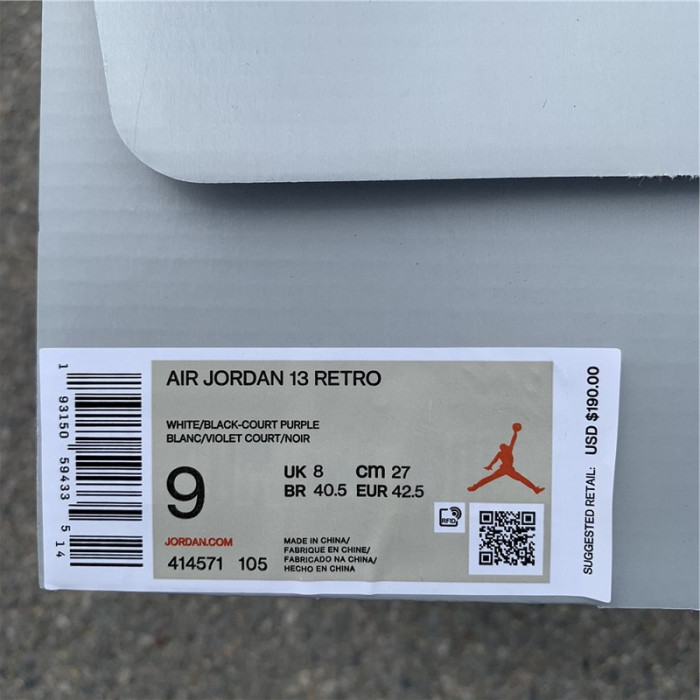 AIR JORDAN 13 RETRO
WHITE/BLACK-COURT PURPLE
BLANC/VIOLET COURT/NOIR
9
UK 8 cm 27
BR 40.5 EUR 42.5
JORDAN.COM
414571 105
MADE IN CHINA/
FABRIQUE EN CHINE/
FABRICADO NA CHINA/
HECHO EN CHINA
RFID
1 93150 59433 5 14
SUGGESTED RETAIL: USD $190.00